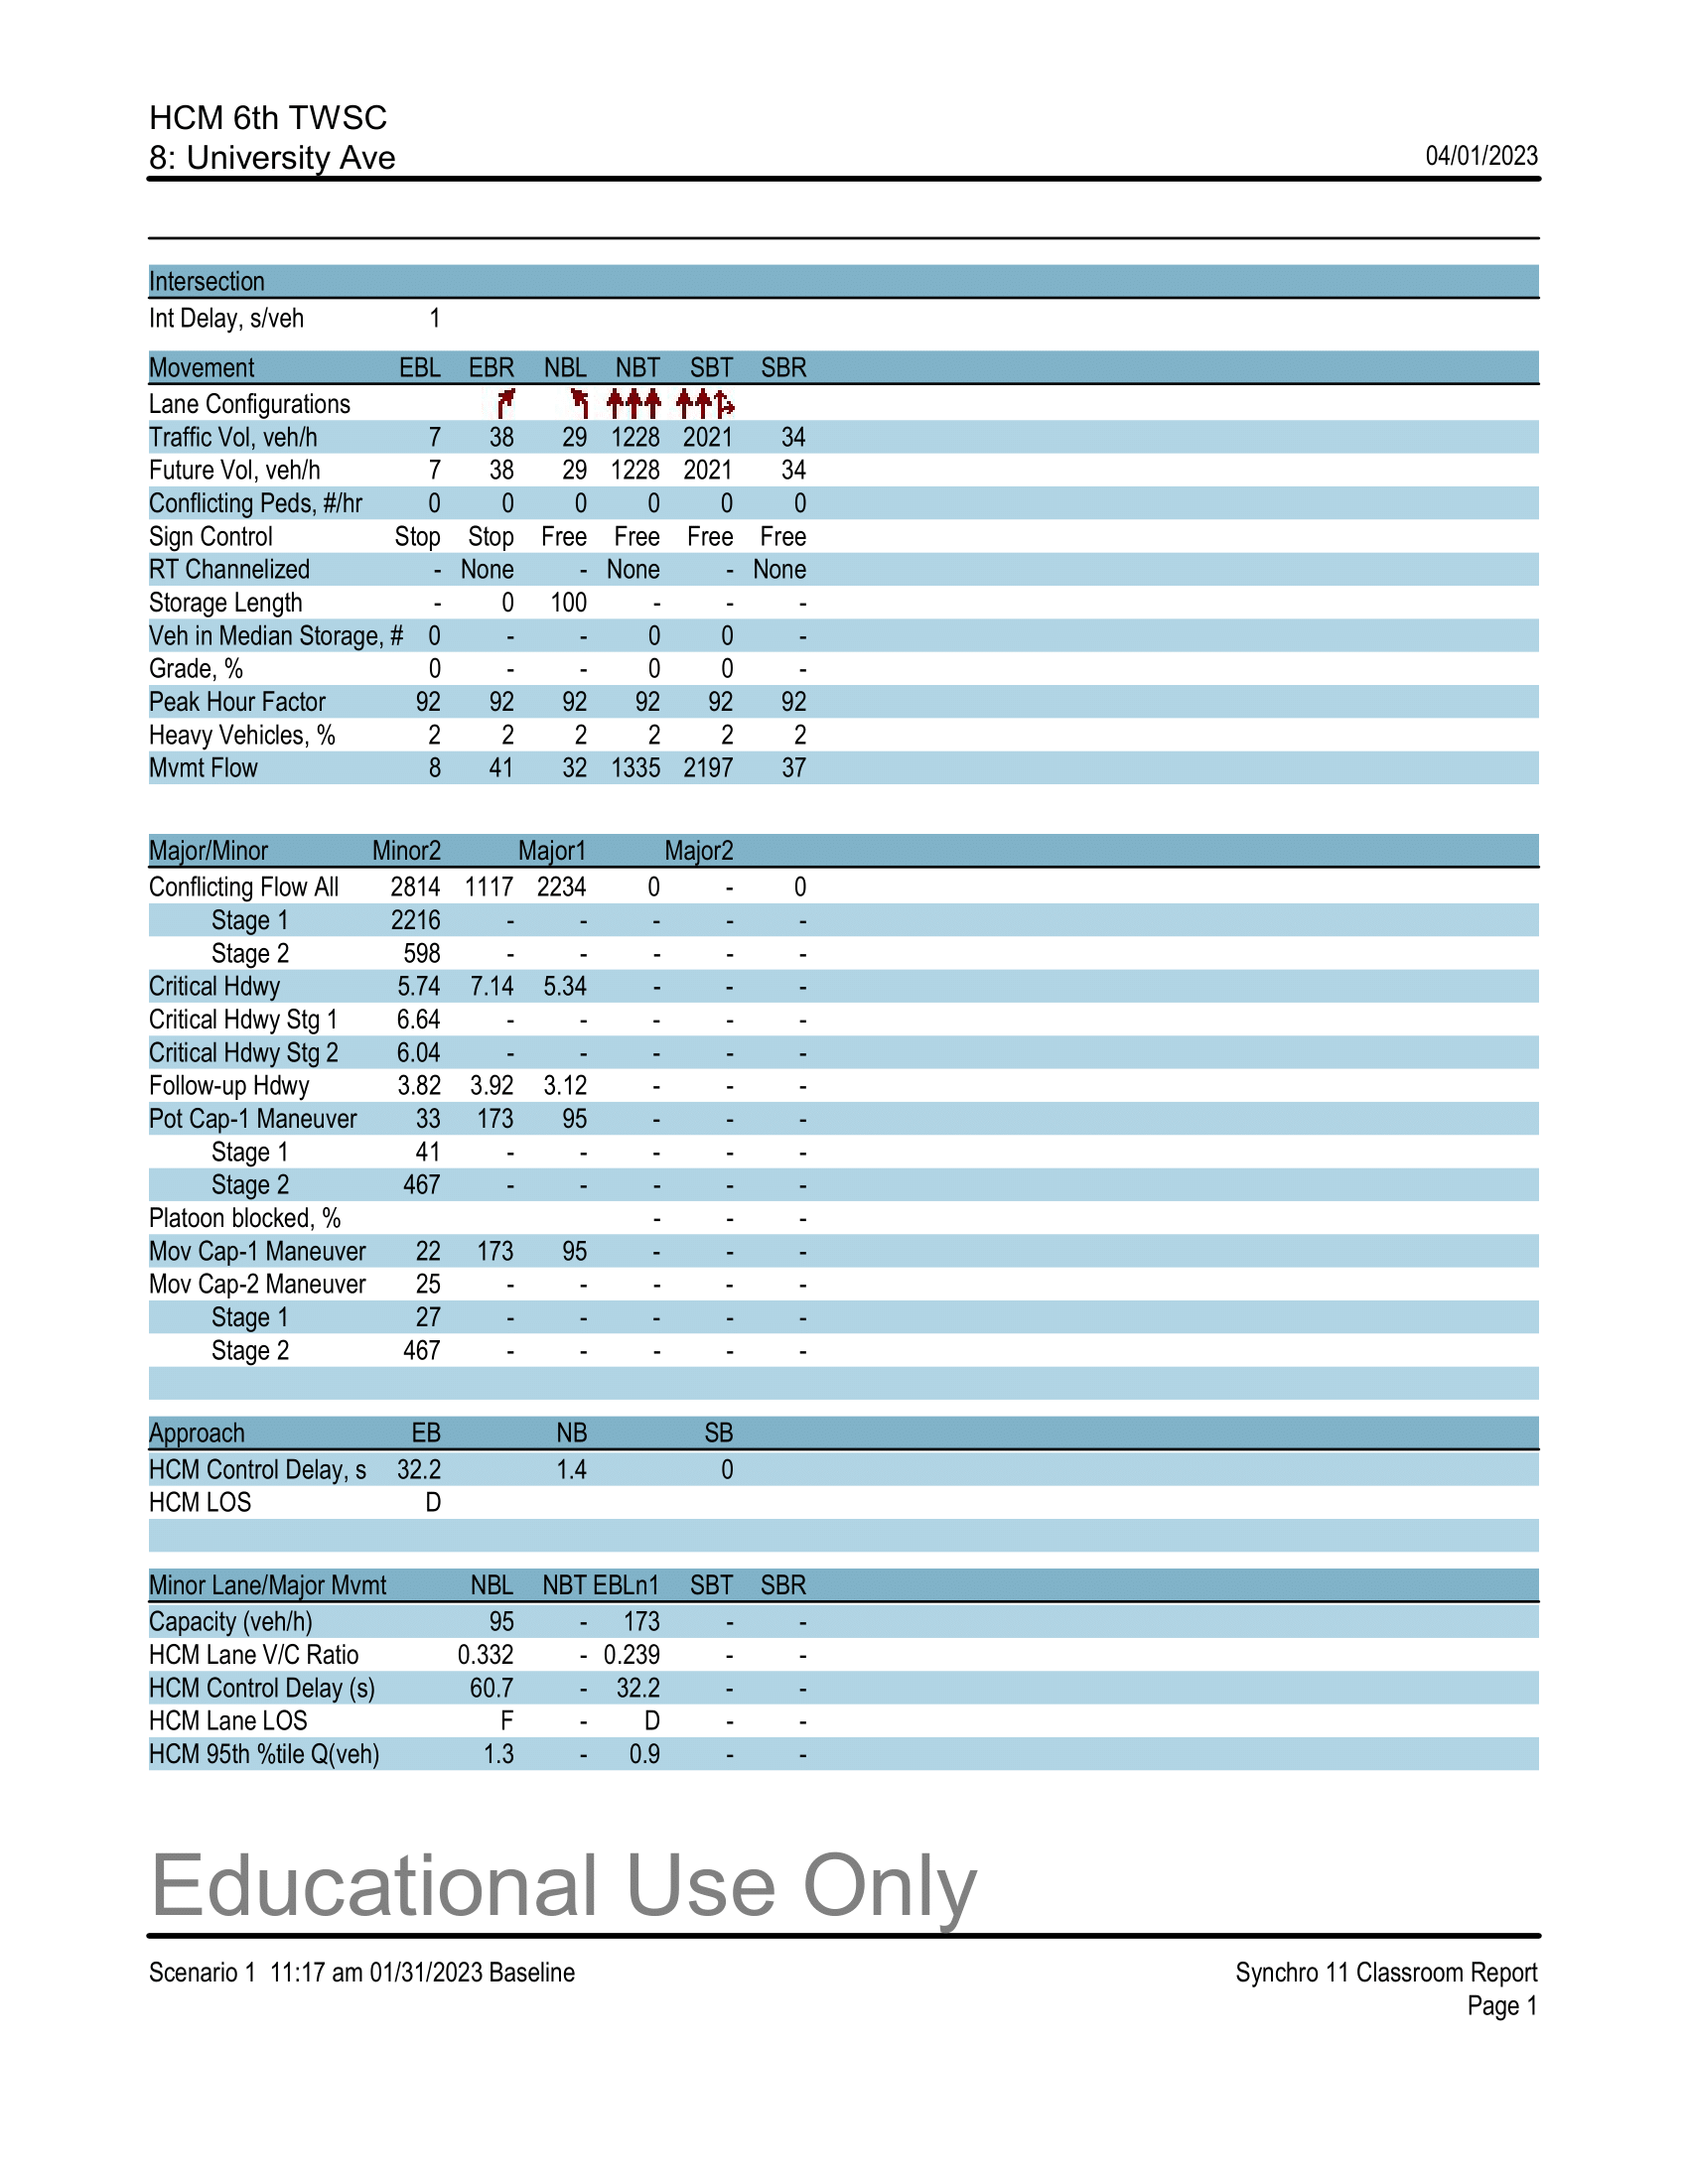 HCM 6th TWSC
8: University Ave 04/01/2023
Intersection
Int Delay, s/veh 1
Movement EBL EBR NBL NBT SBT SBR
Lane Configurations
Traffic Vol, veh/h 7 38 29 1228 2021 34
Future Vol, veh/h 7 38 29 1228 2021 34
Conflicting Peds, #/hr 0 0 0 0 0 0
Sign Control Stop Stop Free Free Free Free
RT Channelized - None - None - None
Storage Length - 0 100 - - -
Veh in Median Storage, # 0 - - 0 0 -
Grade, % 0 - - 0 0 -
Peak Hour Factor 92 92 92 92 92 92
Heavy Vehicles, % 2 2 2 2 2 2
Mvmt Flow 8 41 32 1335 2197 37
Major/Minor Minor2 Major1 Major2
Conflicting Flow All 2814 1117 2234 0 - 0
Stage 1 2216 - - - - -
Stage 2 598 - - - - -
Critical Hdwy 5.74 7.14 5.34 - - -
Critical Hdwy Stg 1 6.64 - - - - -
Critical Hdwy Stg 2 6.04 - - - - -
Follow-up Hdwy 3.82 3.92 3.12 - - -
Pot Cap-1 Maneuver 33 173 95 - - -
Stage 1 41 - - - - -
Stage 2 467 - - - - -
Platoon blocked, % - - -
Mov Cap-1 Maneuver 22 173 95 - - -
Mov Cap-2 Maneuver 25 - - - - -
Stage 1 27 - - - - -
Stage 2 467 - - - - -
Approach EB NB SB
HCM Control Delay, s 32.2 1.4 0
HCM LOS D
Minor Lane/Major Mvmt NBL NBT EBLn1 SBT SBR
Capacity (veh/h) 95 - 173 - -
HCM Lane V/C Ratio 0.332 - 0.239 - -
HCM Control Delay (s) 60.7 - 32.2 - -
HCM Lane LOS F - D - -
HCM 95th %tile Q(veh) 1.3 - 0.9 - -
Educational Use Only
Scenario 1 11:17 am 01/31/2023 Baseline Synchro 11 Classroom Report
Page 1